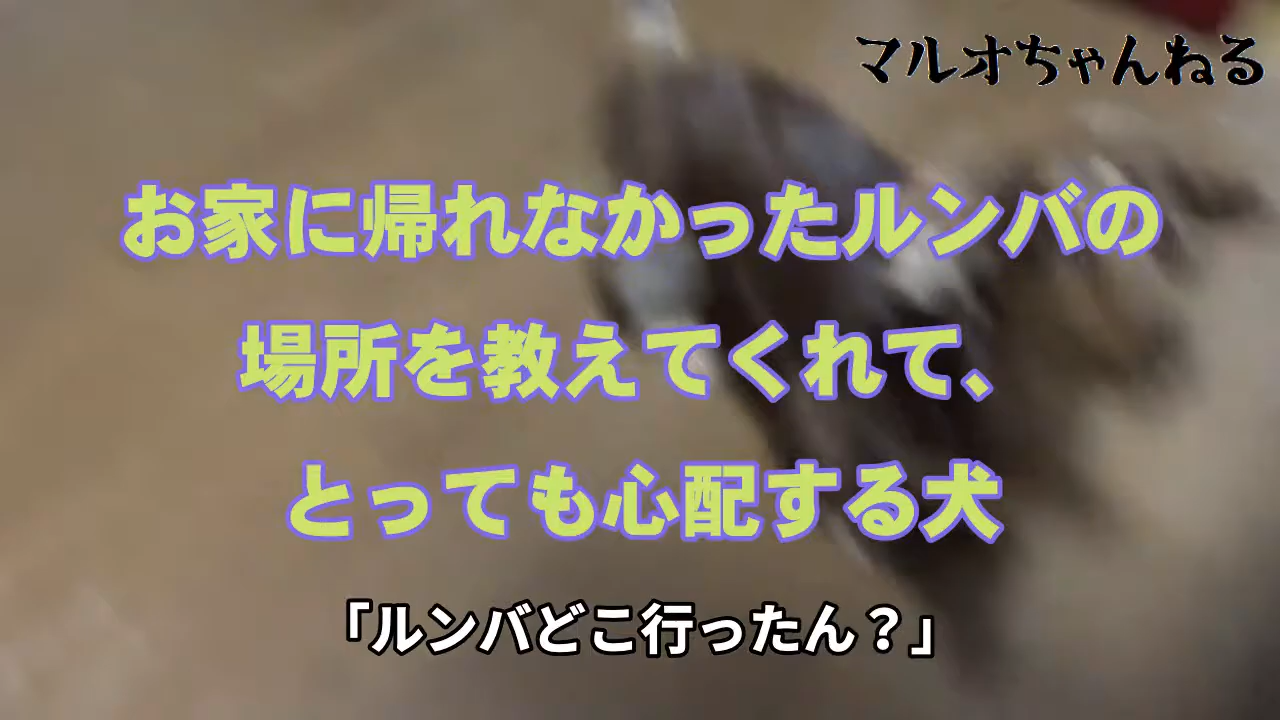 マルオちゃんねる
お家に帰れなかったルンバの
場所を教えてくれて、
とっても心配する犬
「ルンバどこ行ったん？」